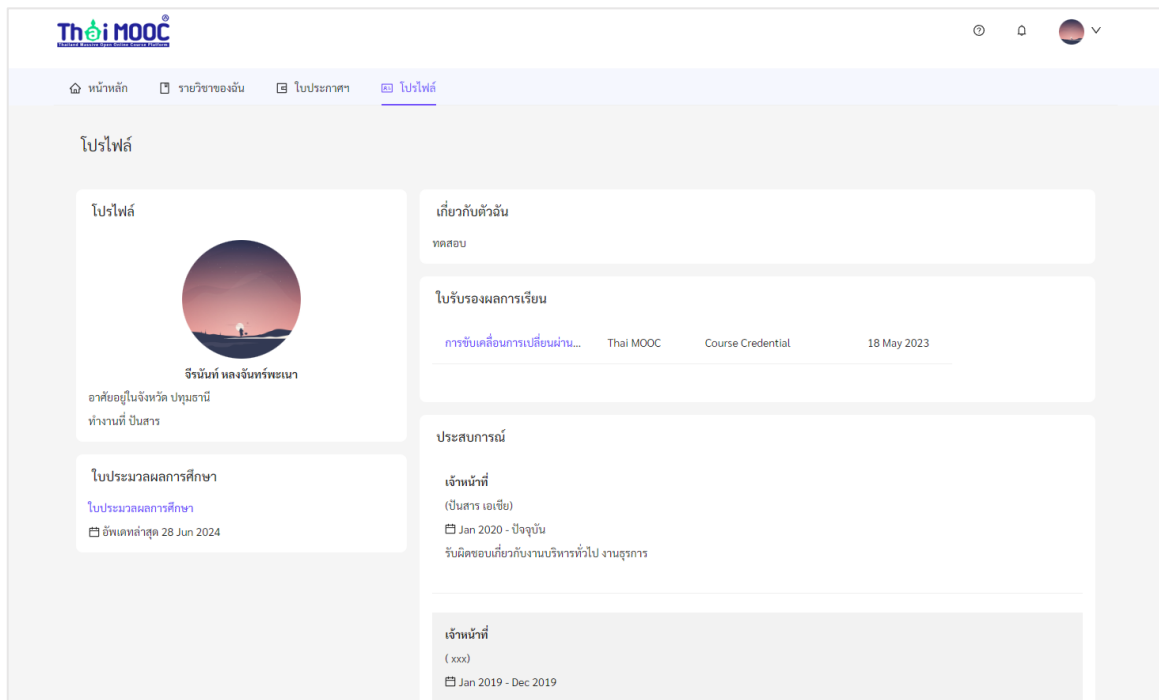 Thai MOOC®
Thailand Massive Open Online Course Platform
หน้าหลัก รายวิชาของฉัน ใบประกาศฯ โปรไฟล์
โปรไฟล์
โปรไฟล์
จีรนันท์ หลงจันทร์พะเนา
อาศัยอยู่ในจังหวัด ปทุมธานี
ทำงานที่ ปันสาร
ใบประมวลผลการศึกษา
ใบประมวลผลการศึกษา
อัพเดทล่าสุด 28 Jun 2024
เกี่ยวกับตัวฉัน
ทดสอบ
ใบรับรองผลการเรียน
การขับเคลื่อนการเปลี่ยนผ่าน... Thai MOOC Course Credential 18 May 2023
ประสบการณ์
เจ้าหน้าที่
(ปันสาร เอเชีย)
Jan 2020 - ปัจจุบัน
รับผิดชอบเกี่ยวกับงานบริหารทั่วไป งานธุรการ
เจ้าหน้าที่
( xxx)
Jan 2019 - Dec 2019